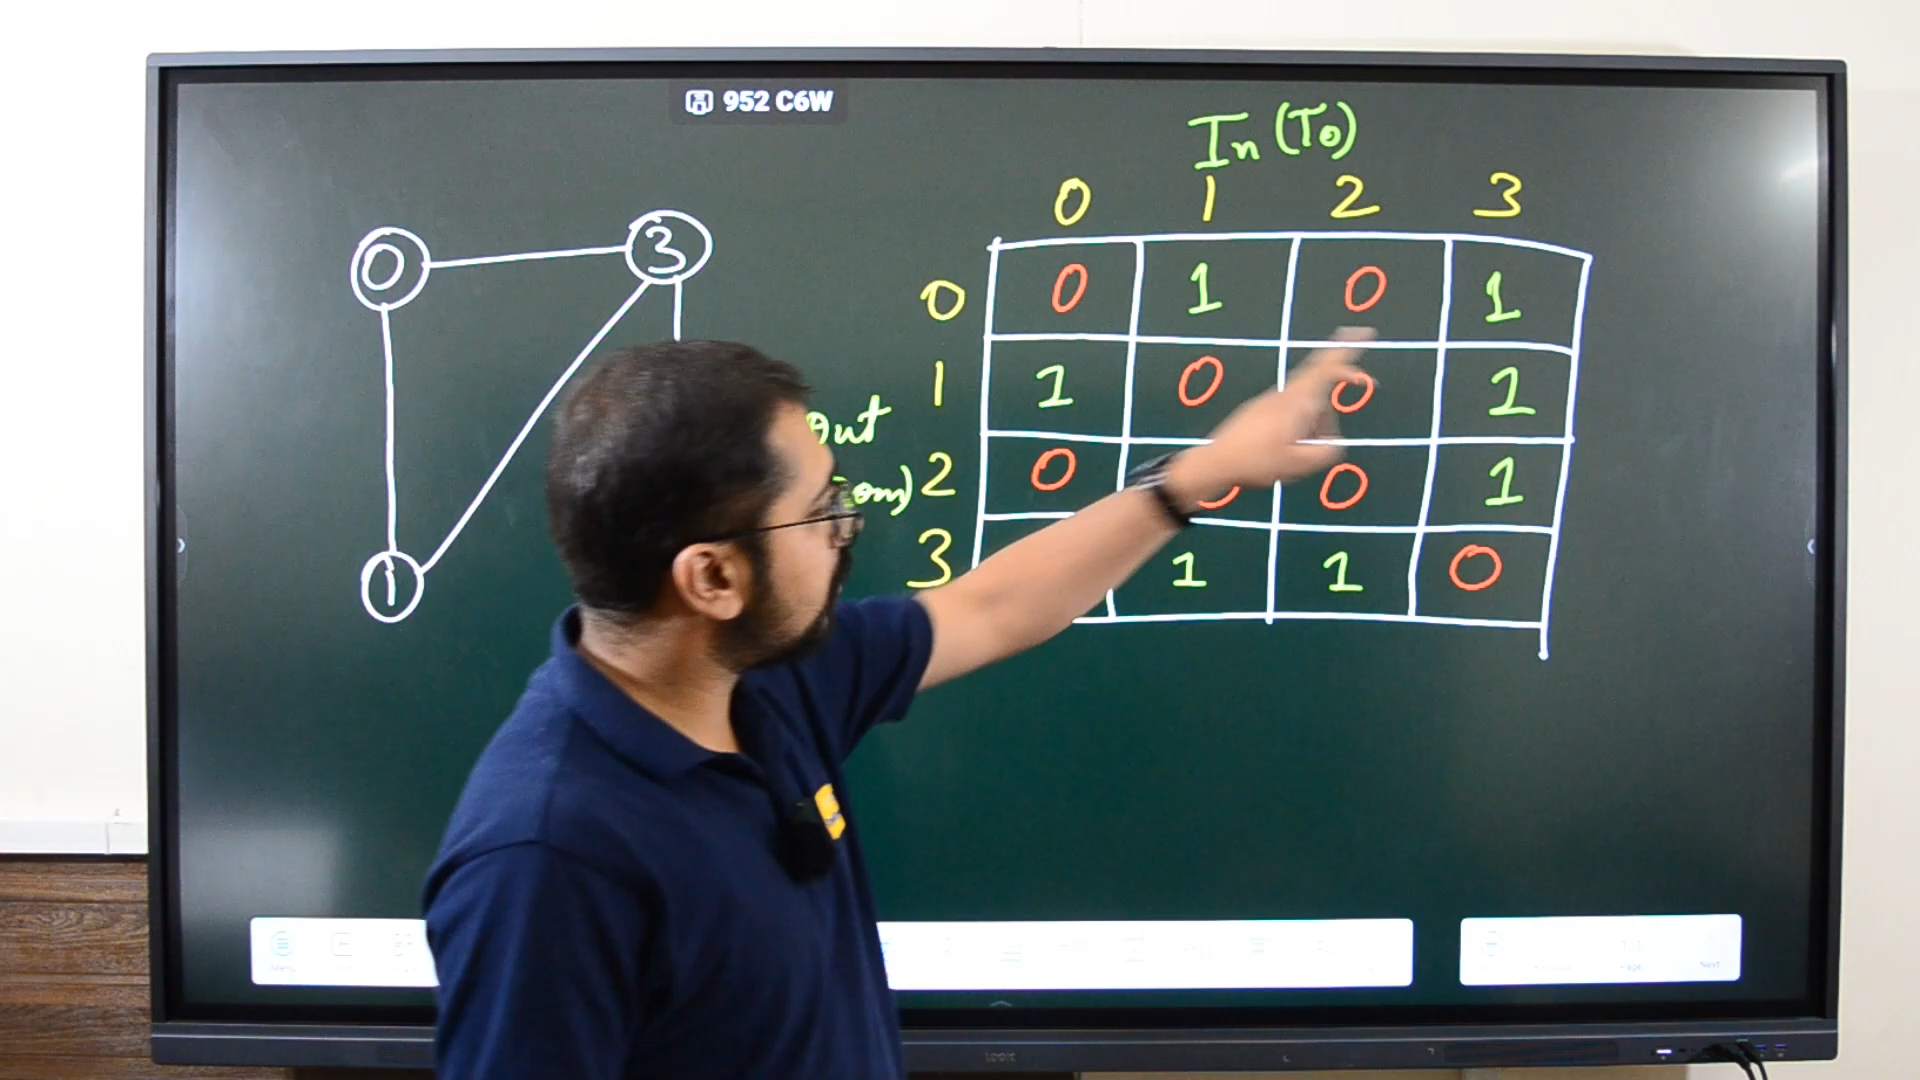 952 C6W
In (To)
0 1 2 3
0 3
0 0 1 0 1
1 1 0 0 1
Out
2 0 0 1
3 1 1 0
1